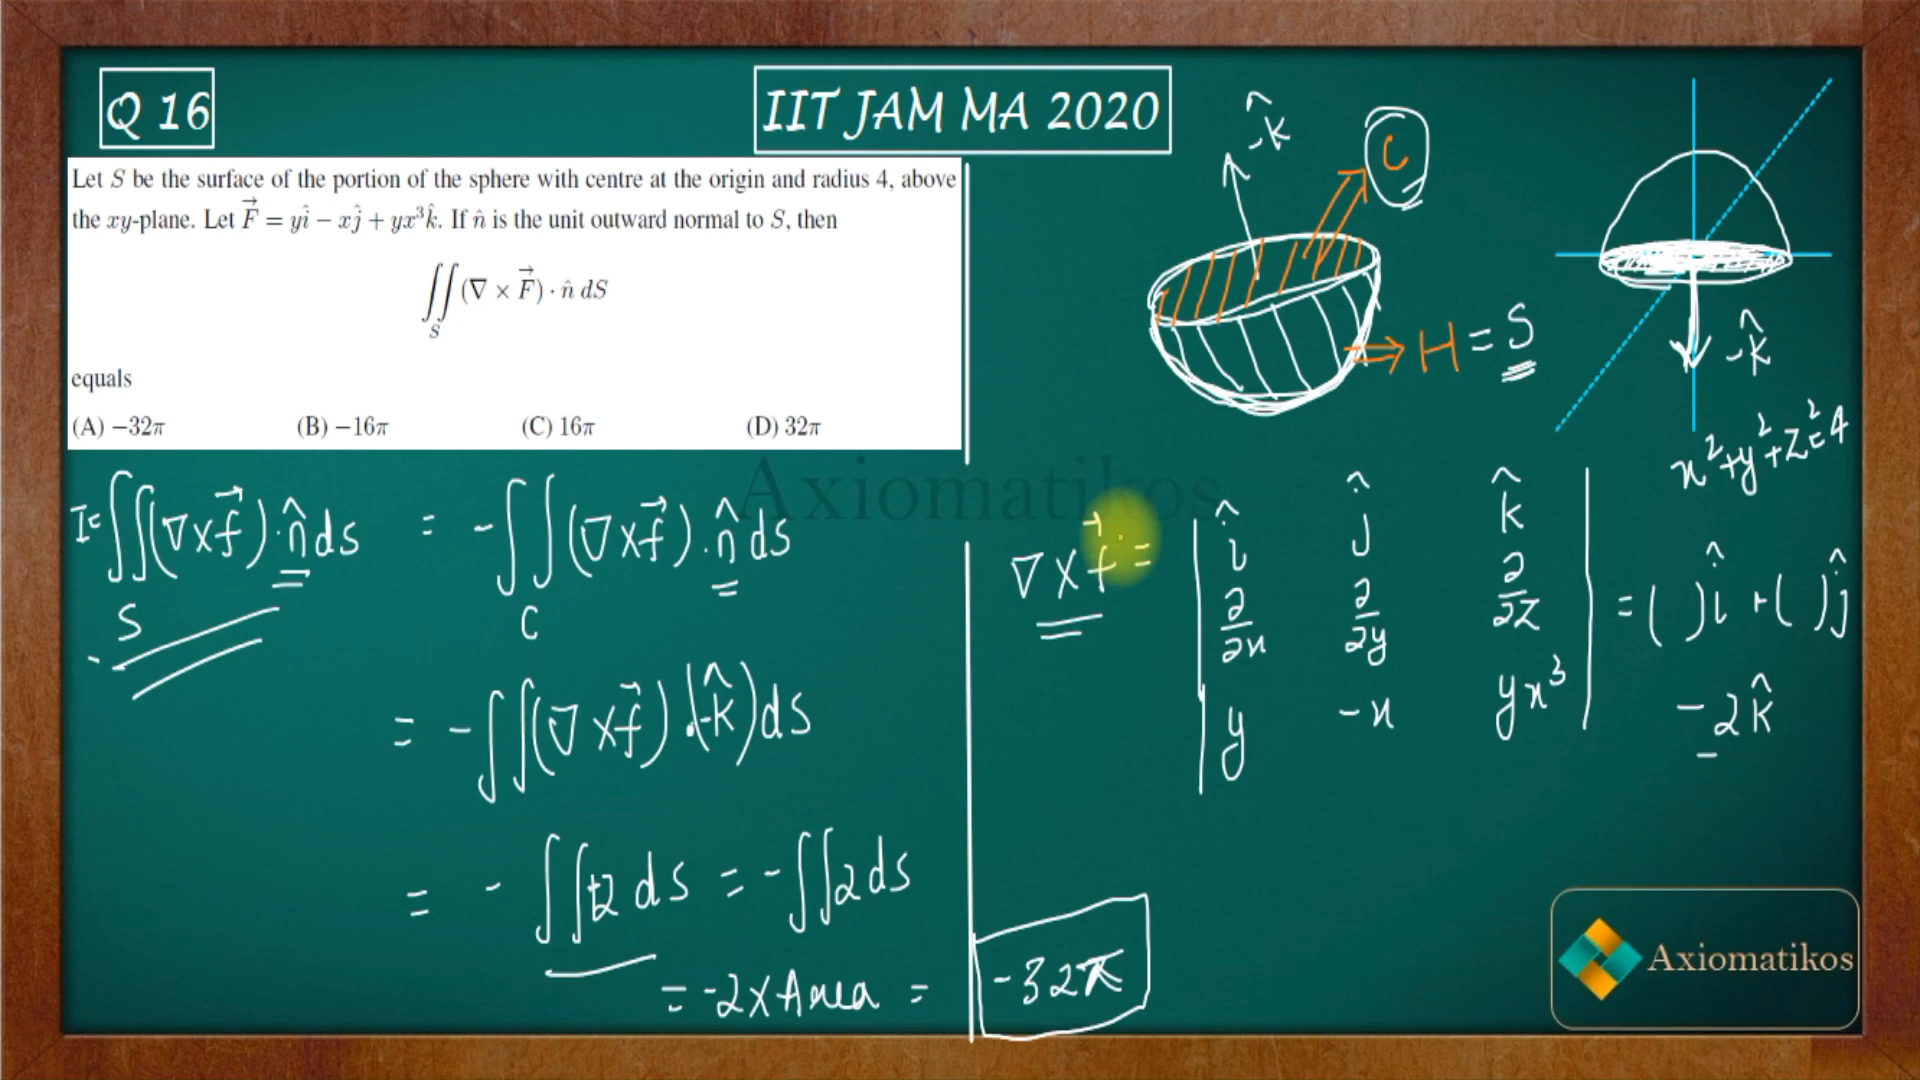 Q 16
IIT JAM MA 2020
Let S be the surface of the portion of the sphere with centre at the origin and radius 4, above
the xy-plane. Let F⃗ = yî − xĵ + yx³k̂. If n̂ is the unit outward normal to S, then
∬_S (∇ × F⃗) · n̂ dS
equals
(A) −32π (B) −16π (C) 16π (D) 32π
-k̂
C
H = S
-k̂
x² + y² + z² = 4
Axiomatikos
I = ∬_S (∇×f⃗)·n̂ ds = -∬_C (∇×f⃗)·n̂ ds
= -∬(∇×f⃗)·(-k̂)ds
= -∬+2 ds = -∬2 ds
= -2 x Area = -32π
∇×f⃗ = | î ĵ k̂ | = ( )î + ( )ĵ
∂/∂x ∂/∂y ∂/∂z
y -x yx³
-2k̂
Axiomatikos